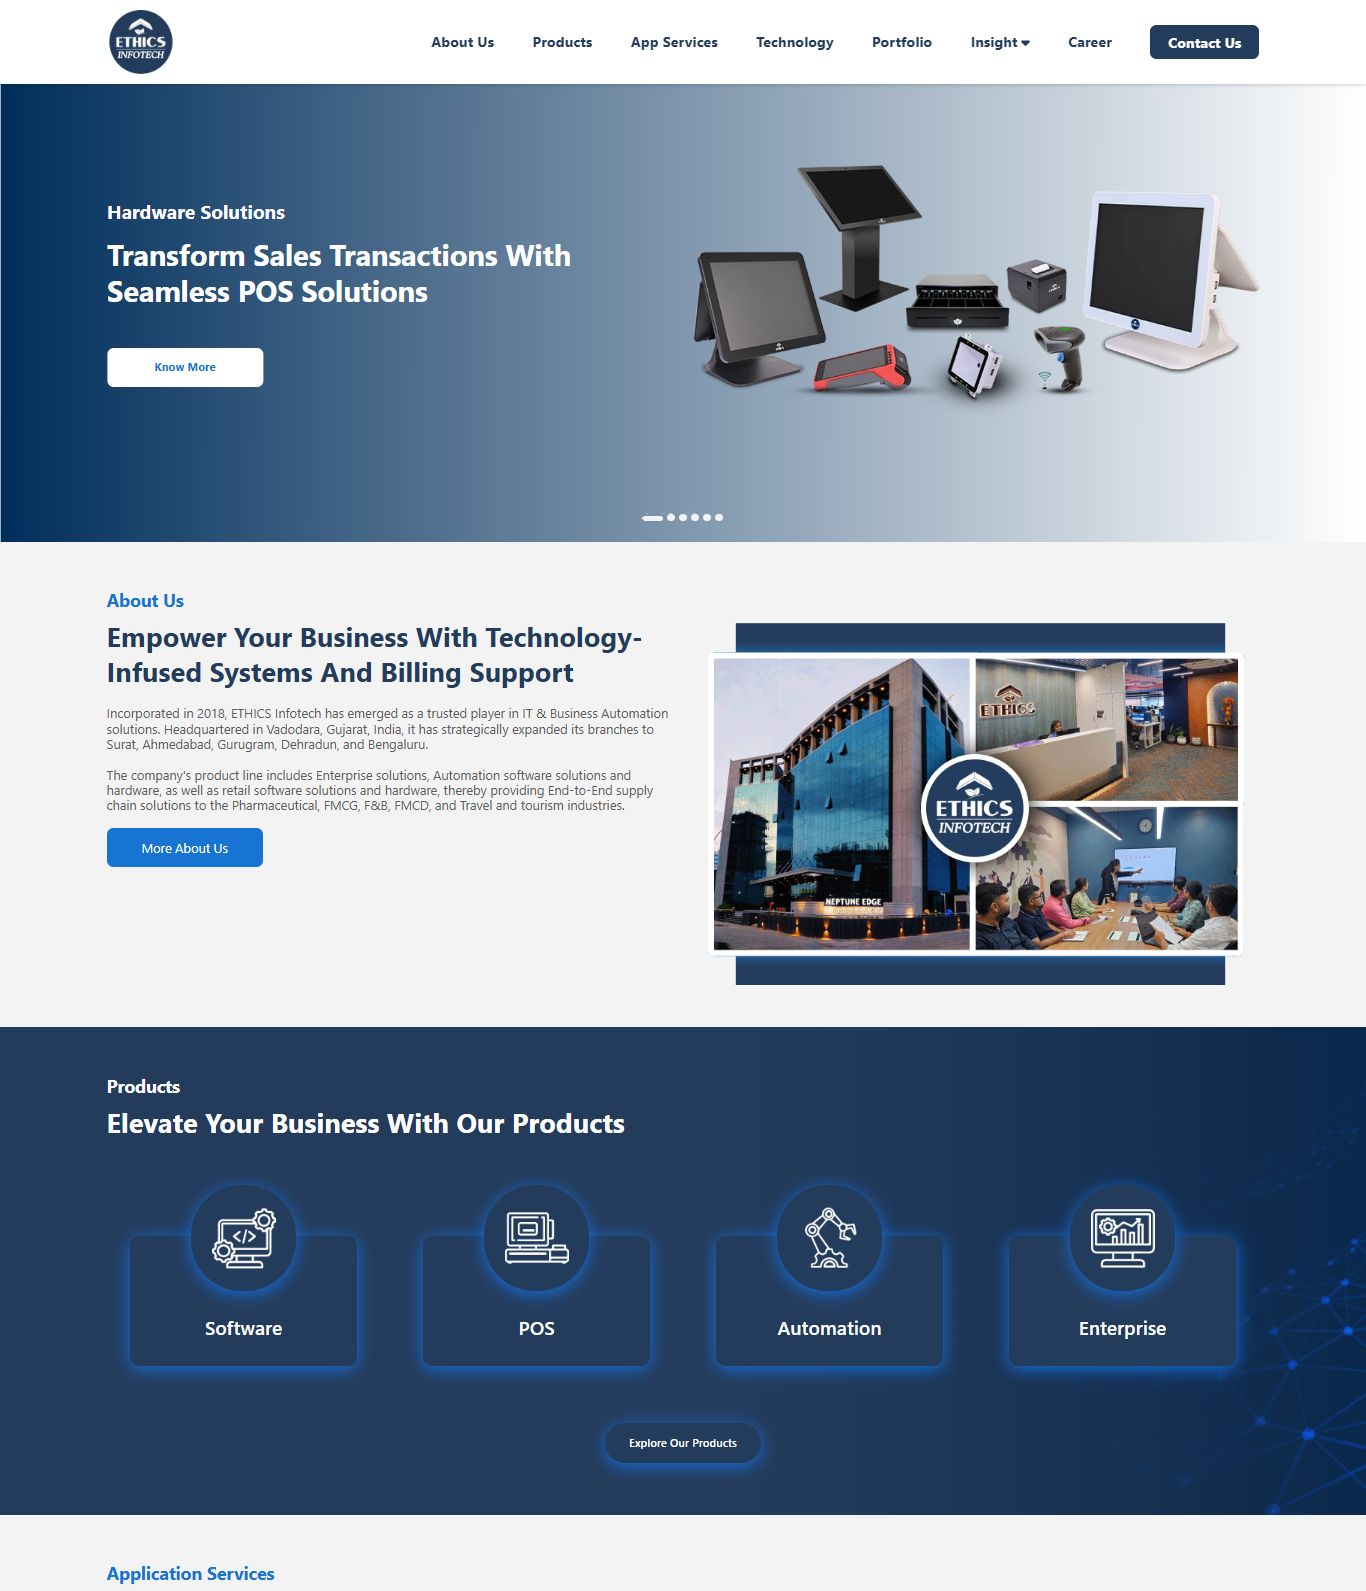 ETHICS
INFOTECH
About Us
Products
App Services
Technology
Portfolio
Insight
Career
Contact Us
Hardware Solutions
Transform Sales Transactions With
Seamless POS Solutions
Know More
About Us
Empower Your Business With Technology-
Infused Systems And Billing Support
Incorporated in 2018, ETHICS Infotech has emerged as a trusted player in IT & Business Automation
solutions. Headquartered in Vadodara, Gujarat, India, it has strategically expanded its branches to
Surat, Ahmedabad, Gurugram, Dehradun, and Bengaluru.
The company's product line includes Enterprise solutions, Automation software solutions and
hardware, as well as retail software solutions and hardware, thereby providing End-to-End supply
chain solutions to the Pharmaceutical, FMCG, F&B, FMCD, and Travel and tourism industries.
More About Us
ETHICS
ETHICS
INFOTECH
NEPTUNE EDGE
Products
Elevate Your Business With Our Products
Software
POS
Automation
Enterprise
Explore Our Products
Application Services